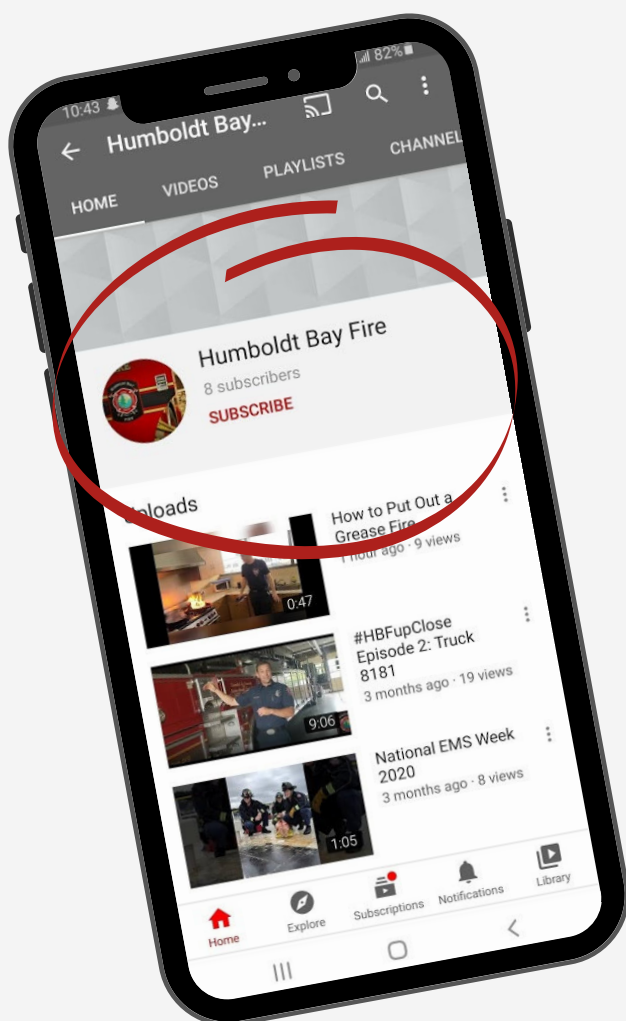 10:43 82%
Humboldt Bay...
HOME VIDEOS PLAYLISTS CHANNEL
Humboldt Bay Fire
8 subscribers
SUBSCRIBE
Uploads
How to Put Out a
Grease Fire
1 hour ago · 9 views
0:47
#HBFupClose
Episode 2: Truck
8181
3 months ago · 19 views
9:06
National EMS Week
2020
3 months ago · 8 views
1:05
Home Explore Subscriptions Notifications Library